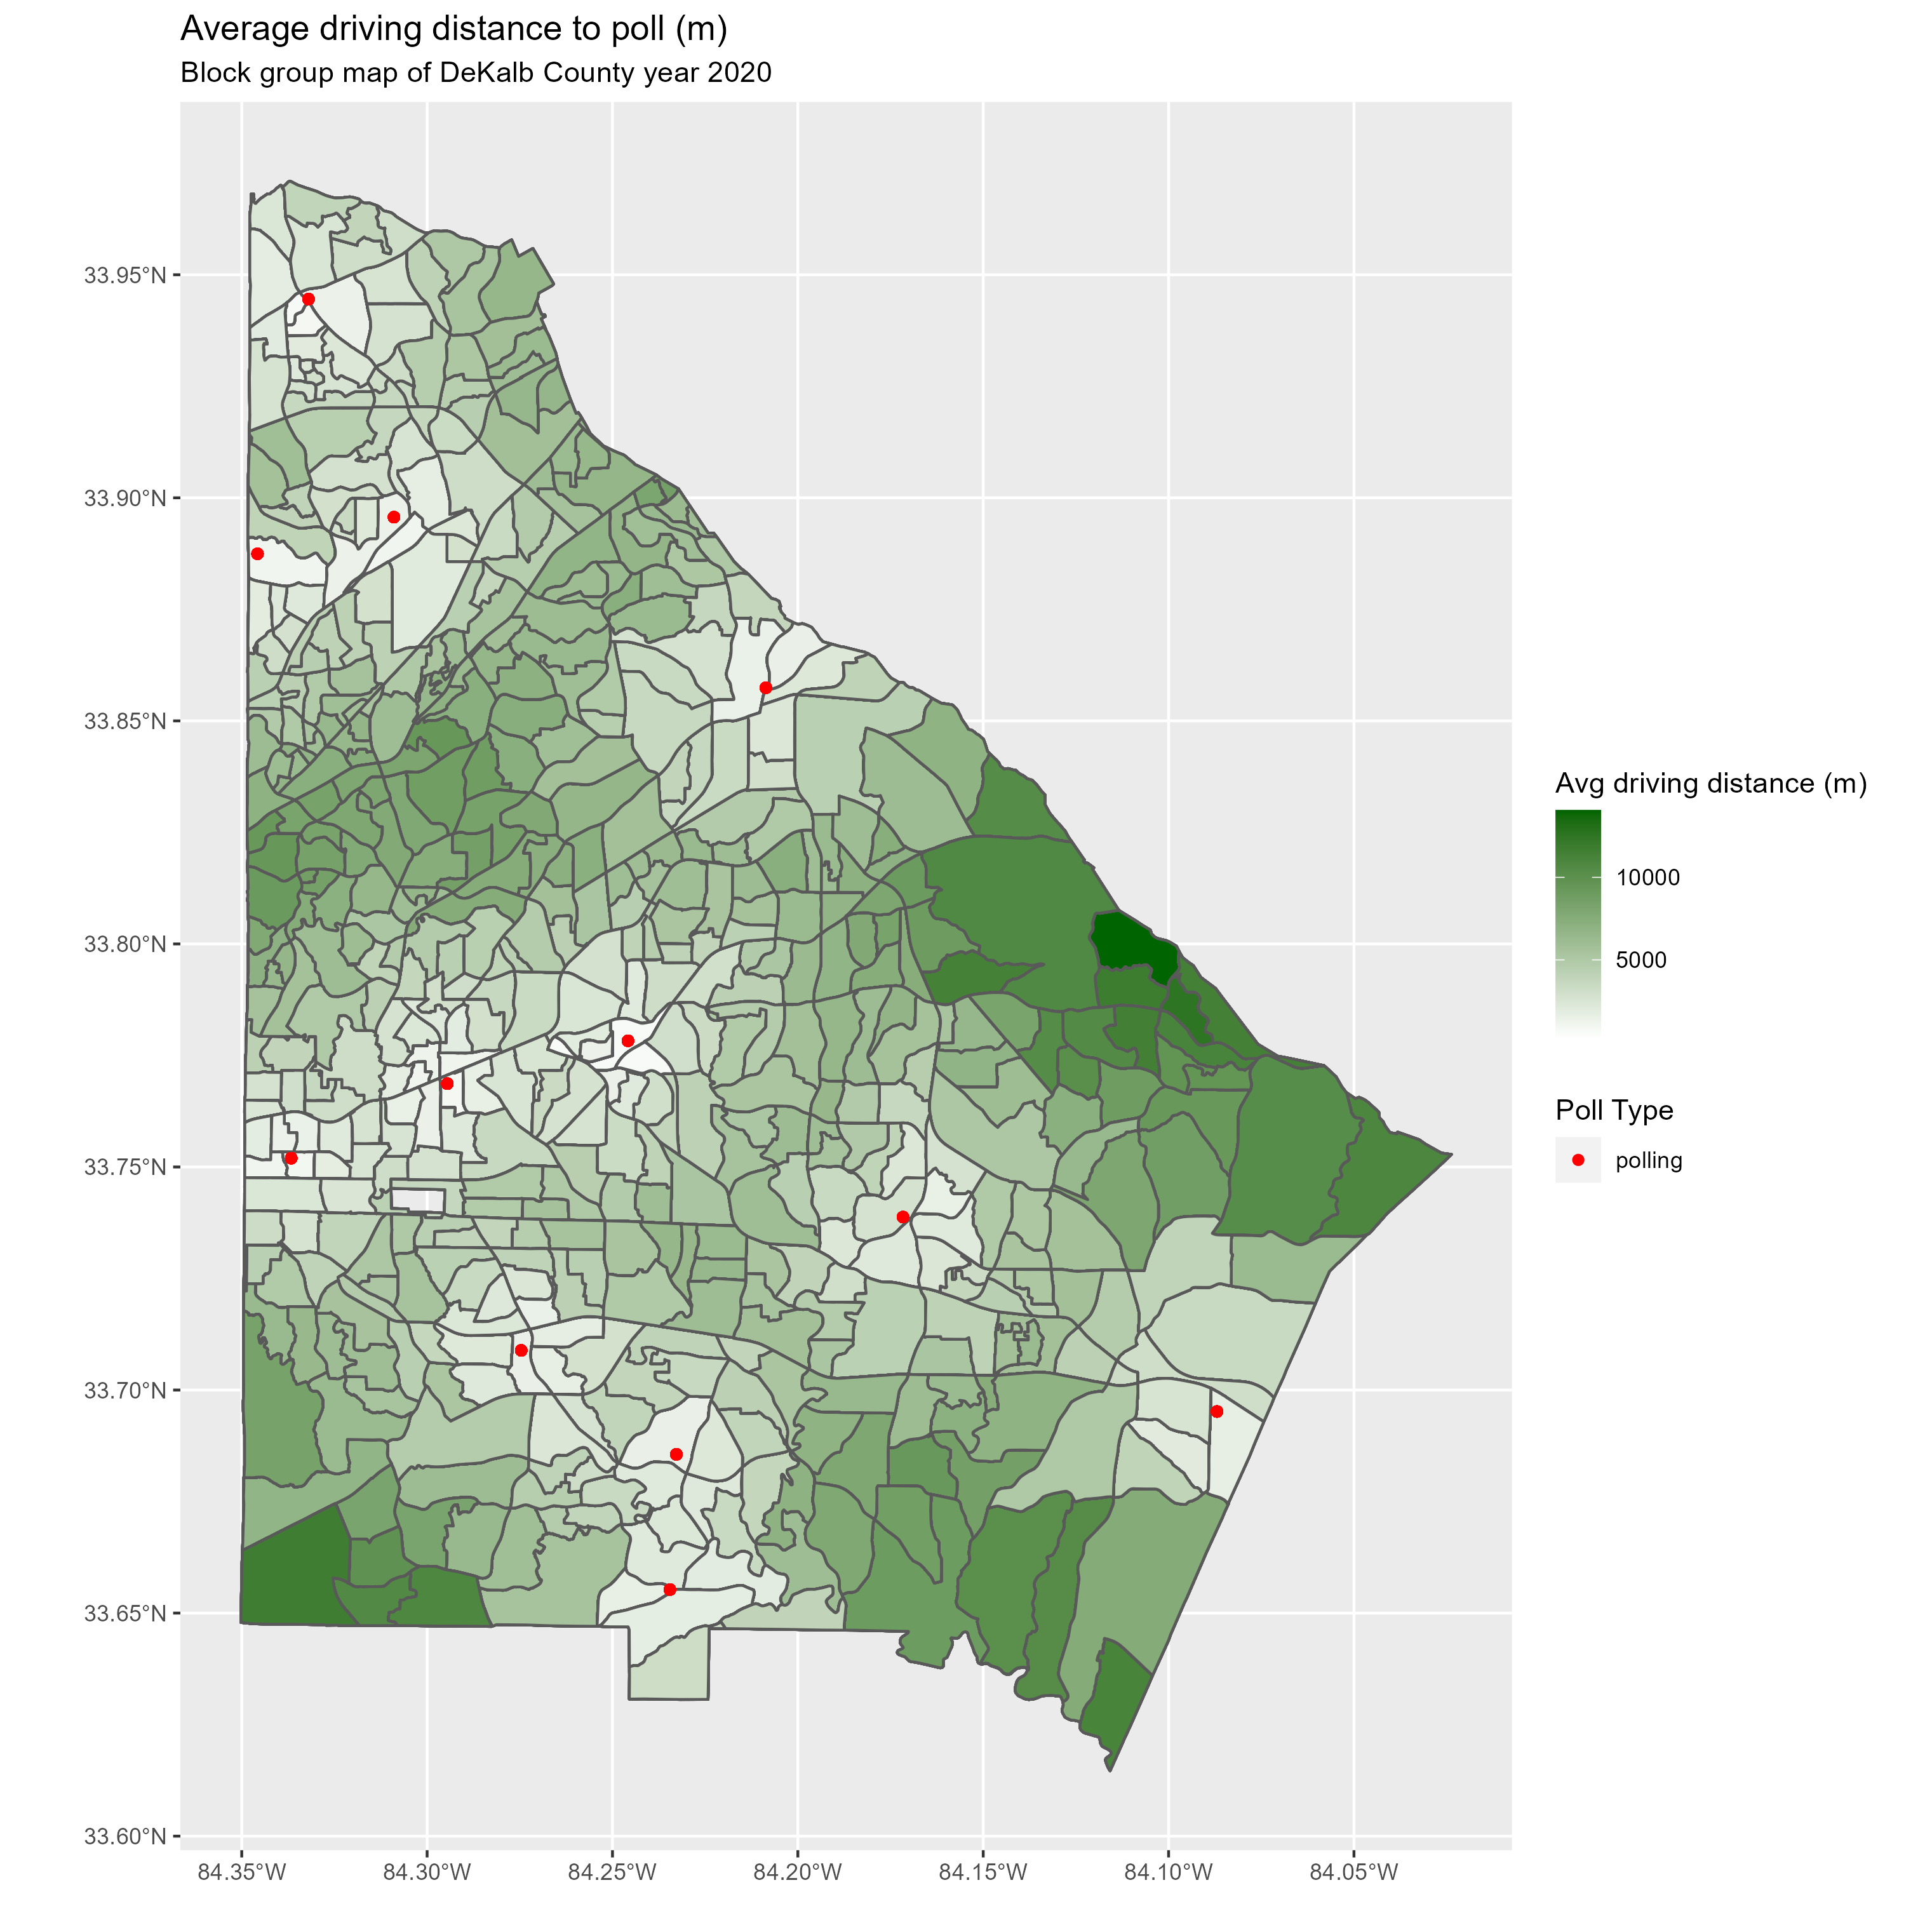 Average driving distance to poll (m)
Block group map of DeKalb County year 2020
33.95°N
33.90°N
33.85°N
33.80°N
33.75°N
33.70°N
33.65°N
33.60°N
84.35°W
84.30°W
84.25°W
84.20°W
84.15°W
84.10°W
84.05°W
Avg driving distance (m)
10000
5000
Poll Type
polling